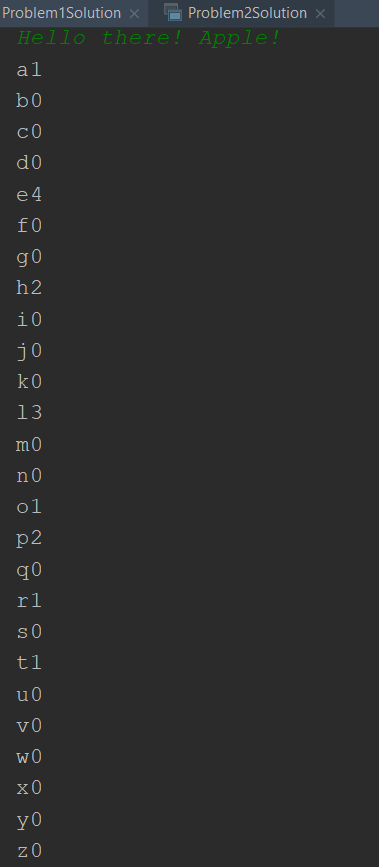 Problem1Solution × Problem2Solution ×
Hello there! Apple!
a1
b0
c0
d0
e4
f0
g0
h2
i0
j0
k0
l3
m0
n0
o1
p2
q0
r1
s0
t1
u0
v0
w0
x0
y0
z0